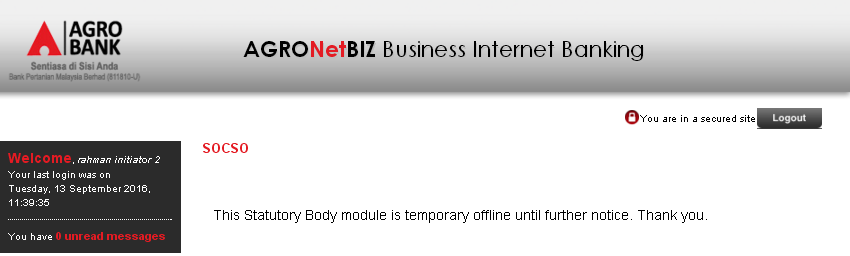 AGRO
BANK
Sentiasa di Sisi Anda
Bank Pertanian Malaysia Berhad (811810-U)
AGRONetBIZ Business Internet Banking
You are in a secured site
Logout
Welcome, rahman initiator 2
Your last login was on
Tuesday, 13 September 2016,
11:39:35
You have 0 unread messages
SOCSO
This Statutory Body module is temporary offline until further notice. Thank you.